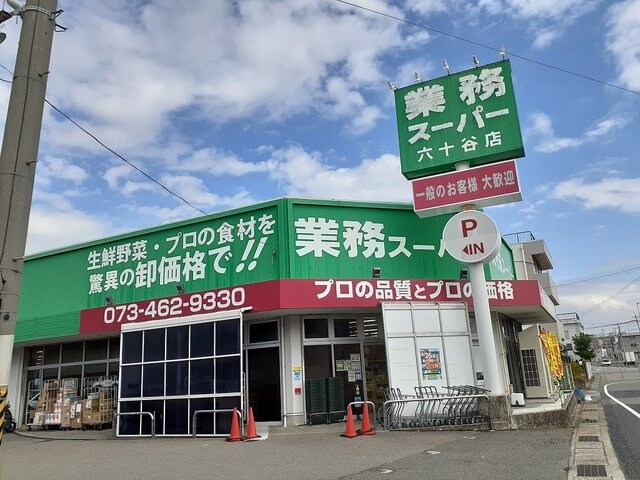 業務
スーパー
六十谷店
一般のお客様 大歓迎
P
IN
生鮮野菜・プロの食材を
驚異の卸価格で!!
業務スーパー
プロの品質とプロの価格
073-462-9330